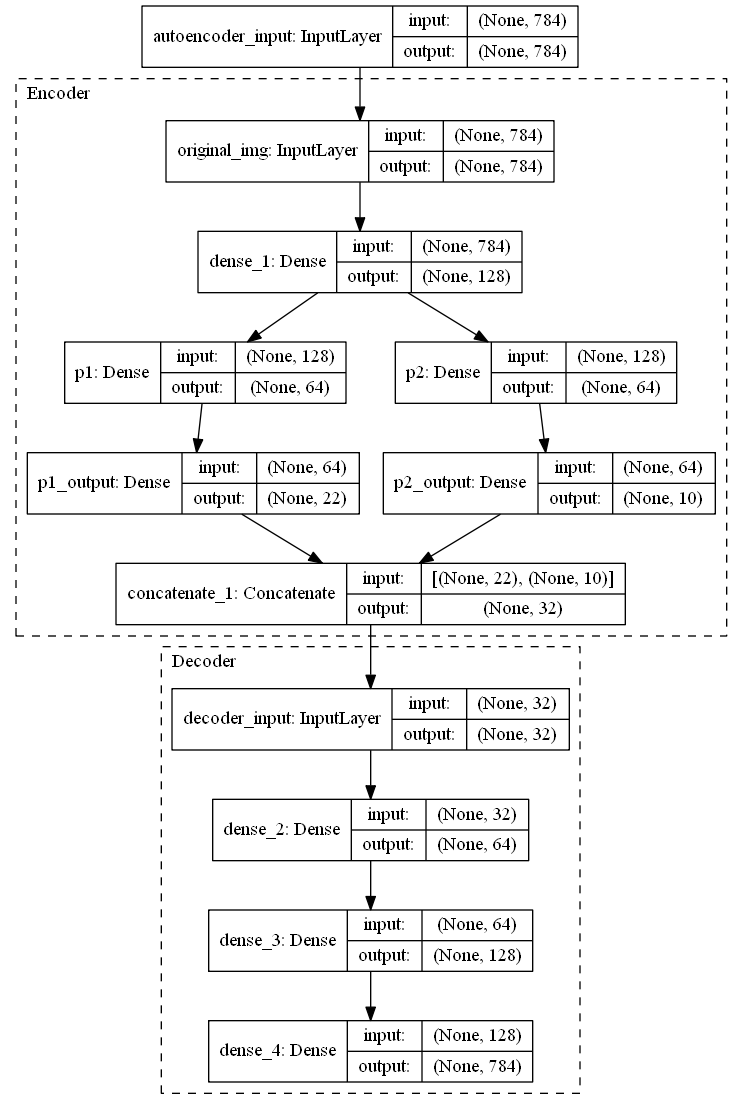 autoencoder_input: InputLayer
input: (None, 784)
output: (None, 784)
Encoder
original_img: InputLayer
input: (None, 784)
output: (None, 784)
dense_1: Dense
input: (None, 784)
output: (None, 128)
p1: Dense
input: (None, 128)
output: (None, 64)
p2: Dense
input: (None, 128)
output: (None, 64)
p1_output: Dense
input: (None, 64)
output: (None, 22)
p2_output: Dense
input: (None, 64)
output: (None, 10)
concatenate_1: Concatenate
input: [(None, 22), (None, 10)]
output: (None, 32)
Decoder
decoder_input: InputLayer
input: (None, 32)
output: (None, 32)
dense_2: Dense
input: (None, 32)
output: (None, 64)
dense_3: Dense
input: (None, 64)
output: (None, 128)
dense_4: Dense
input: (None, 128)
output: (None, 784)